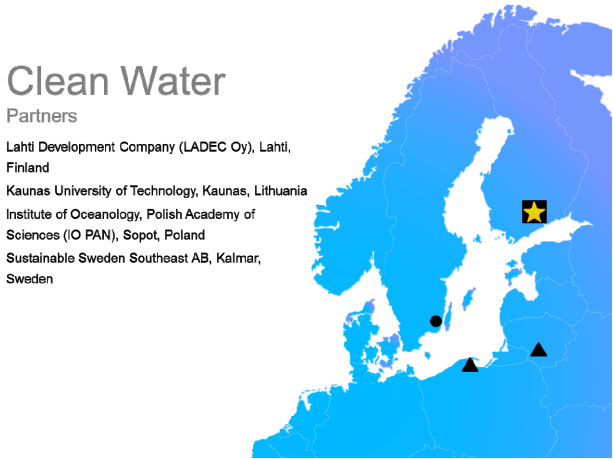 Clean Water
Partners
Lahti Development Company (LADEC Oy), Lahti,
Finland
Kaunas University of Technology, Kaunas, Lithuania
Institute of Oceanology, Polish Academy of
Sciences (IO PAN), Sopot, Poland
Sustainable Sweden Southeast AB, Kalmar,
Sweden